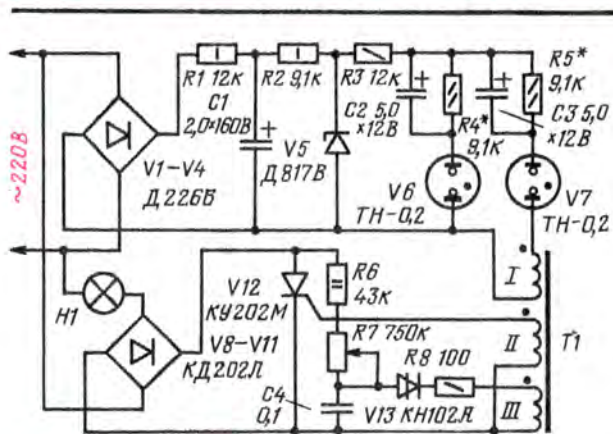 ~220В
R1 12к
R2 9,1к
R3 12к
R5*
9,1к
C1
2,0×160В
C2 5,0
×12В
R4*
9,1к
C3 5,0
×12В
V1–V4
Д226Б
V5
Д817В
V6
ТН-0,2
V7
ТН-0,2
H1
V12
КУ202М
R6
43к
I
V8–V11
КД202Л
R7 750к
R8 100
II
T1
C4
0,1
V13 КН102А
III